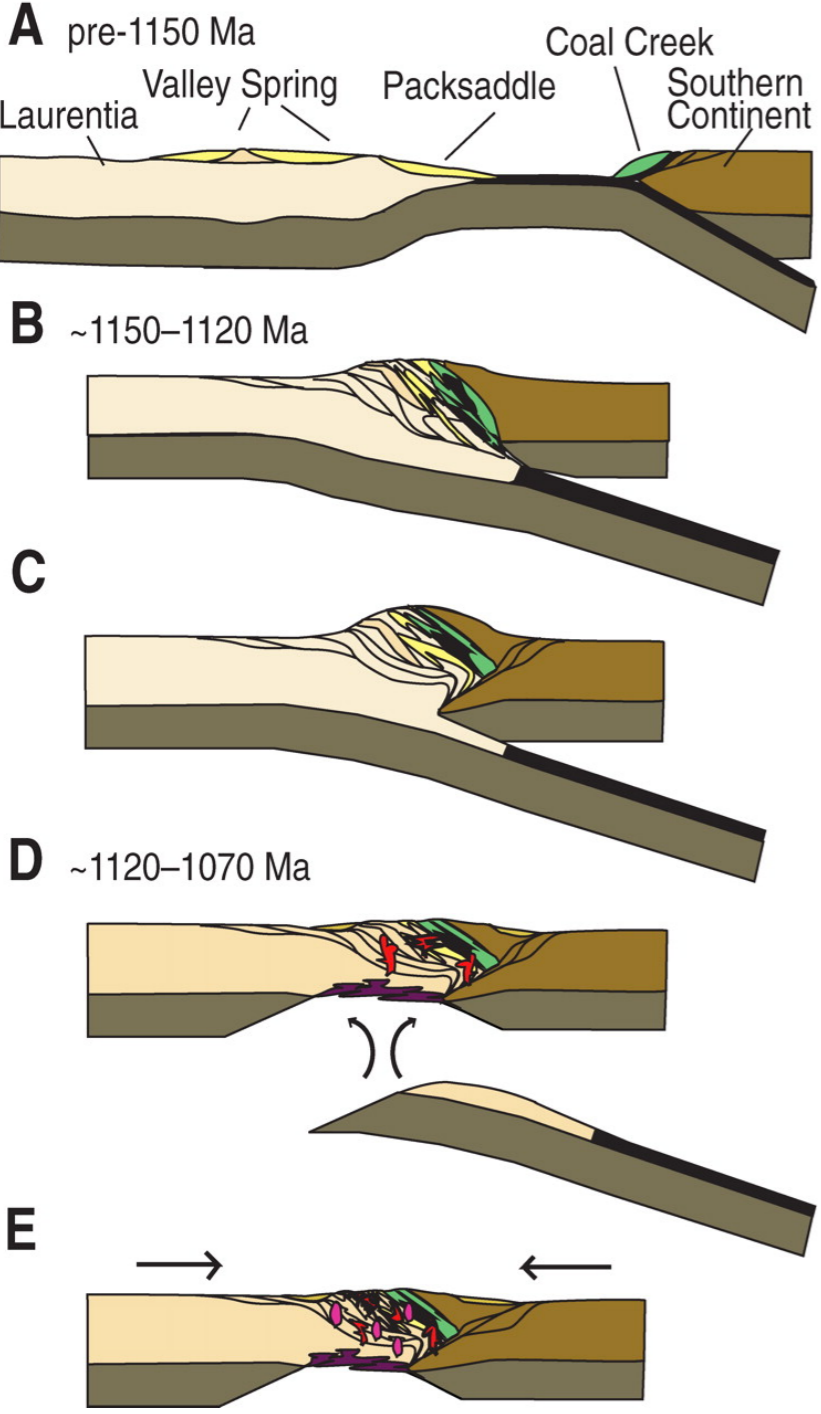 A pre-1150 Ma
Coal Creek
Valley Spring
Packsaddle
Southern
Continent
Laurentia
B ~1150–1120 Ma
C
D ~1120–1070 Ma
E